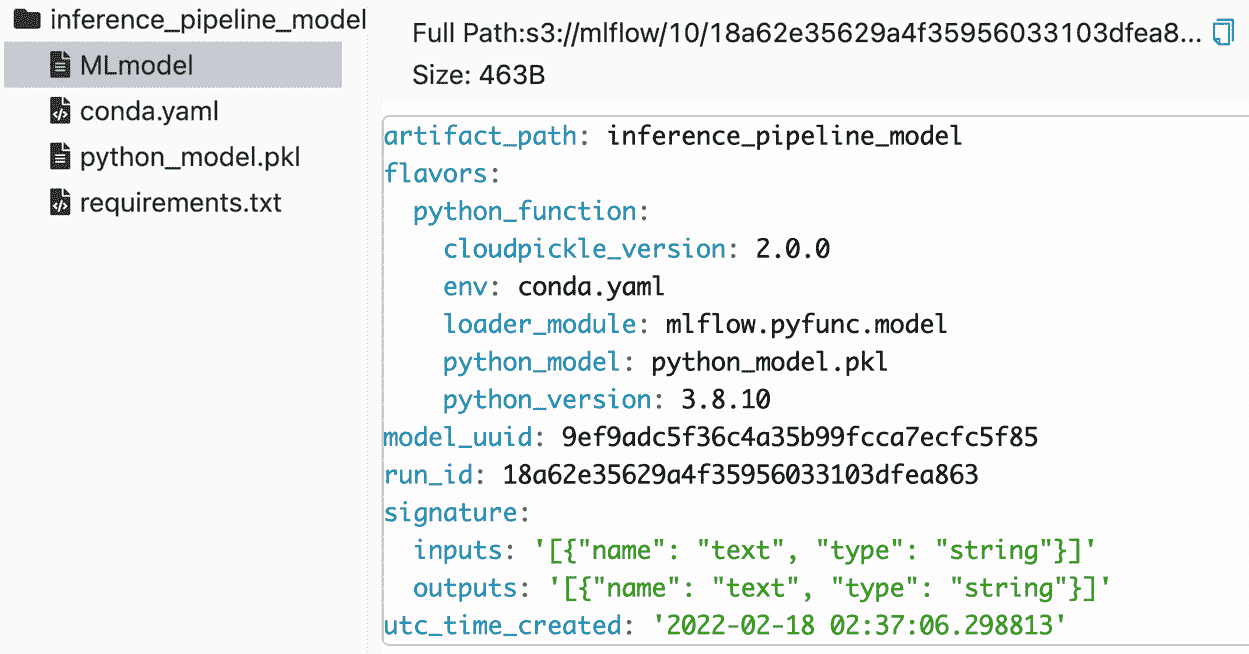 inference_pipeline_model
MLmodel
conda.yaml
python_model.pkl
requirements.txt
Full Path:s3://mlflow/10/18a62e35629a4f35956033103dfea8...
Size: 463B
artifact_path: inference_pipeline_model
flavors:
  python_function:
    cloudpickle_version: 2.0.0
    env: conda.yaml
    loader_module: mlflow.pyfunc.model
    python_model: python_model.pkl
    python_version: 3.8.10
model_uuid: 9ef9adc5f36c4a35b99fcca7ecfc5f85
run_id: 18a62e35629a4f35956033103dfea863
signature:
  inputs: '[{"name": "text", "type": "string"}]'
  outputs: '[{"name": "text", "type": "string"}]'
utc_time_created: '2022-02-18 02:37:06.298813'